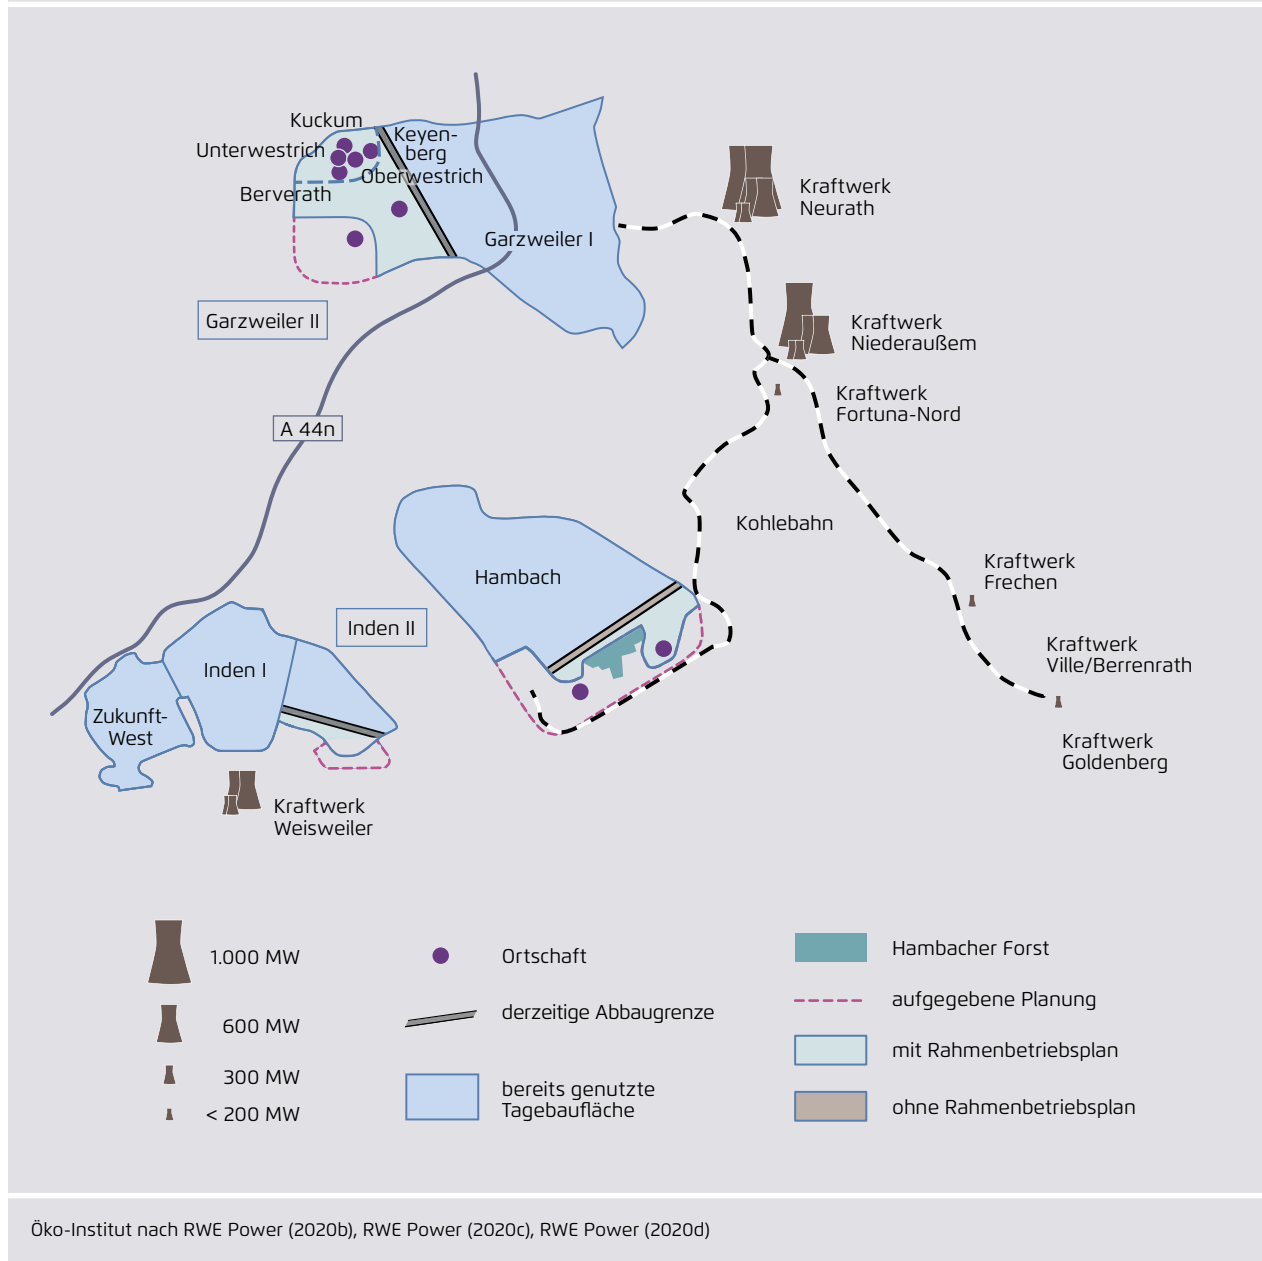 Kuckum
Keyen-
berg
Unterwestrich
Oberwestrich
Berverath
Garzweiler I
Garzweiler II
A 44n
Kraftwerk
Neurath
Kraftwerk
Niederaußem
Kraftwerk
Fortuna-Nord
Kohlebahn
Kraftwerk
Frechen
Kraftwerk
Ville/Berrenrath
Kraftwerk
Goldenberg
Hambach
Inden II
Inden I
Zukunft-
West
Kraftwerk
Weisweiler
1.000 MW
600 MW
300 MW
< 200 MW
Ortschaft
derzeitige Abbaugrenze
bereits genutzte
Tagebaufläche
Hambacher Forst
aufgegebene Planung
mit Rahmenbetriebsplan
ohne Rahmenbetriebsplan
Öko-Institut nach RWE Power (2020b), RWE Power (2020c), RWE Power (2020d)